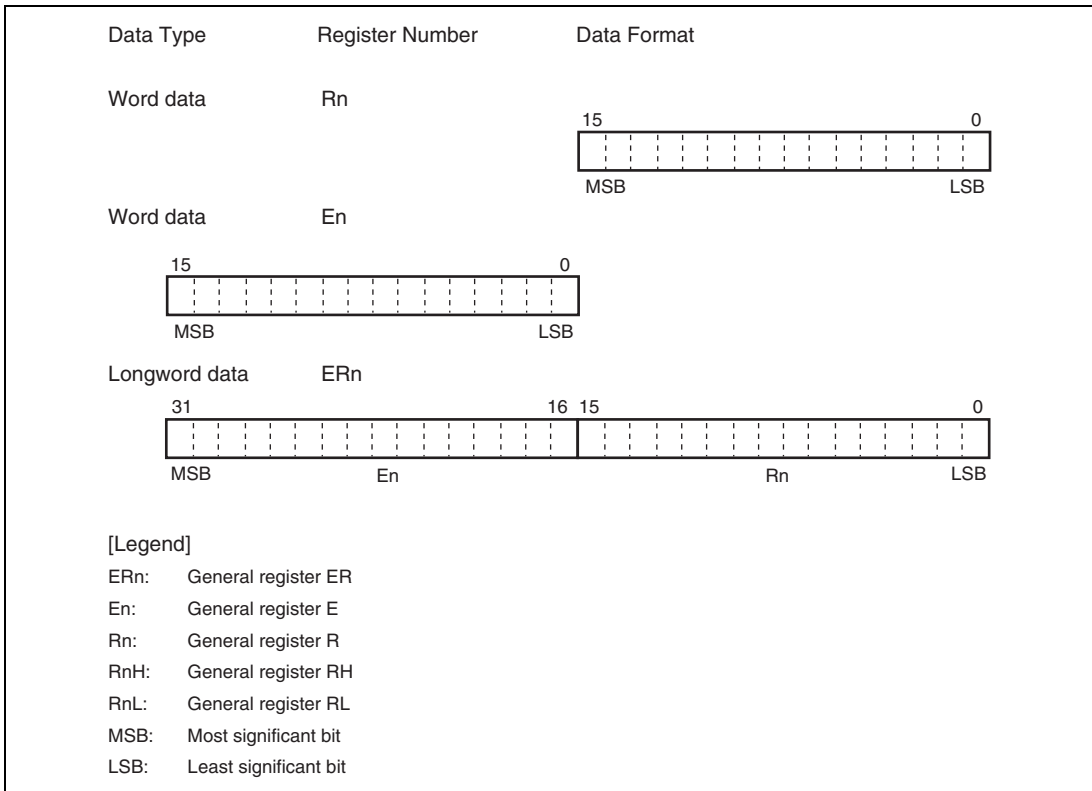 Data Type Register Number Data Format
Word data Rn
15 0
MSB LSB
Word data En
15 0
MSB LSB
Longword data ERn
31 16 15 0
MSB En Rn LSB
[Legend]
ERn: General register ER
En: General register E
Rn: General register R
RnH: General register RH
RnL: General register RL
MSB: Most significant bit
LSB: Least significant bit